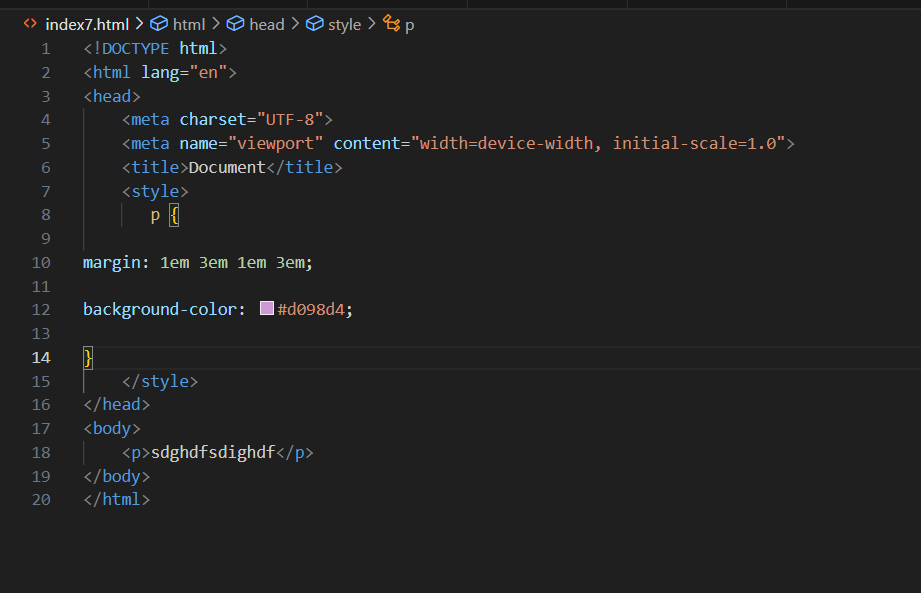 index7.html > html > head > style > p
1 <!DOCTYPE html>
2 <html lang="en">
3 <head>
4     <meta charset="UTF-8">
5     <meta name="viewport" content="width=device-width, initial-scale=1.0">
6     <title>Document</title>
7     <style>
8        p {
9
10 margin: 1em 3em 1em 3em;
11
12 background-color: #d098d4;
13
14 }
15     </style>
16 </head>
17 <body>
18     <p>sdghdfsdighdf</p>
19 </body>
20 </html>